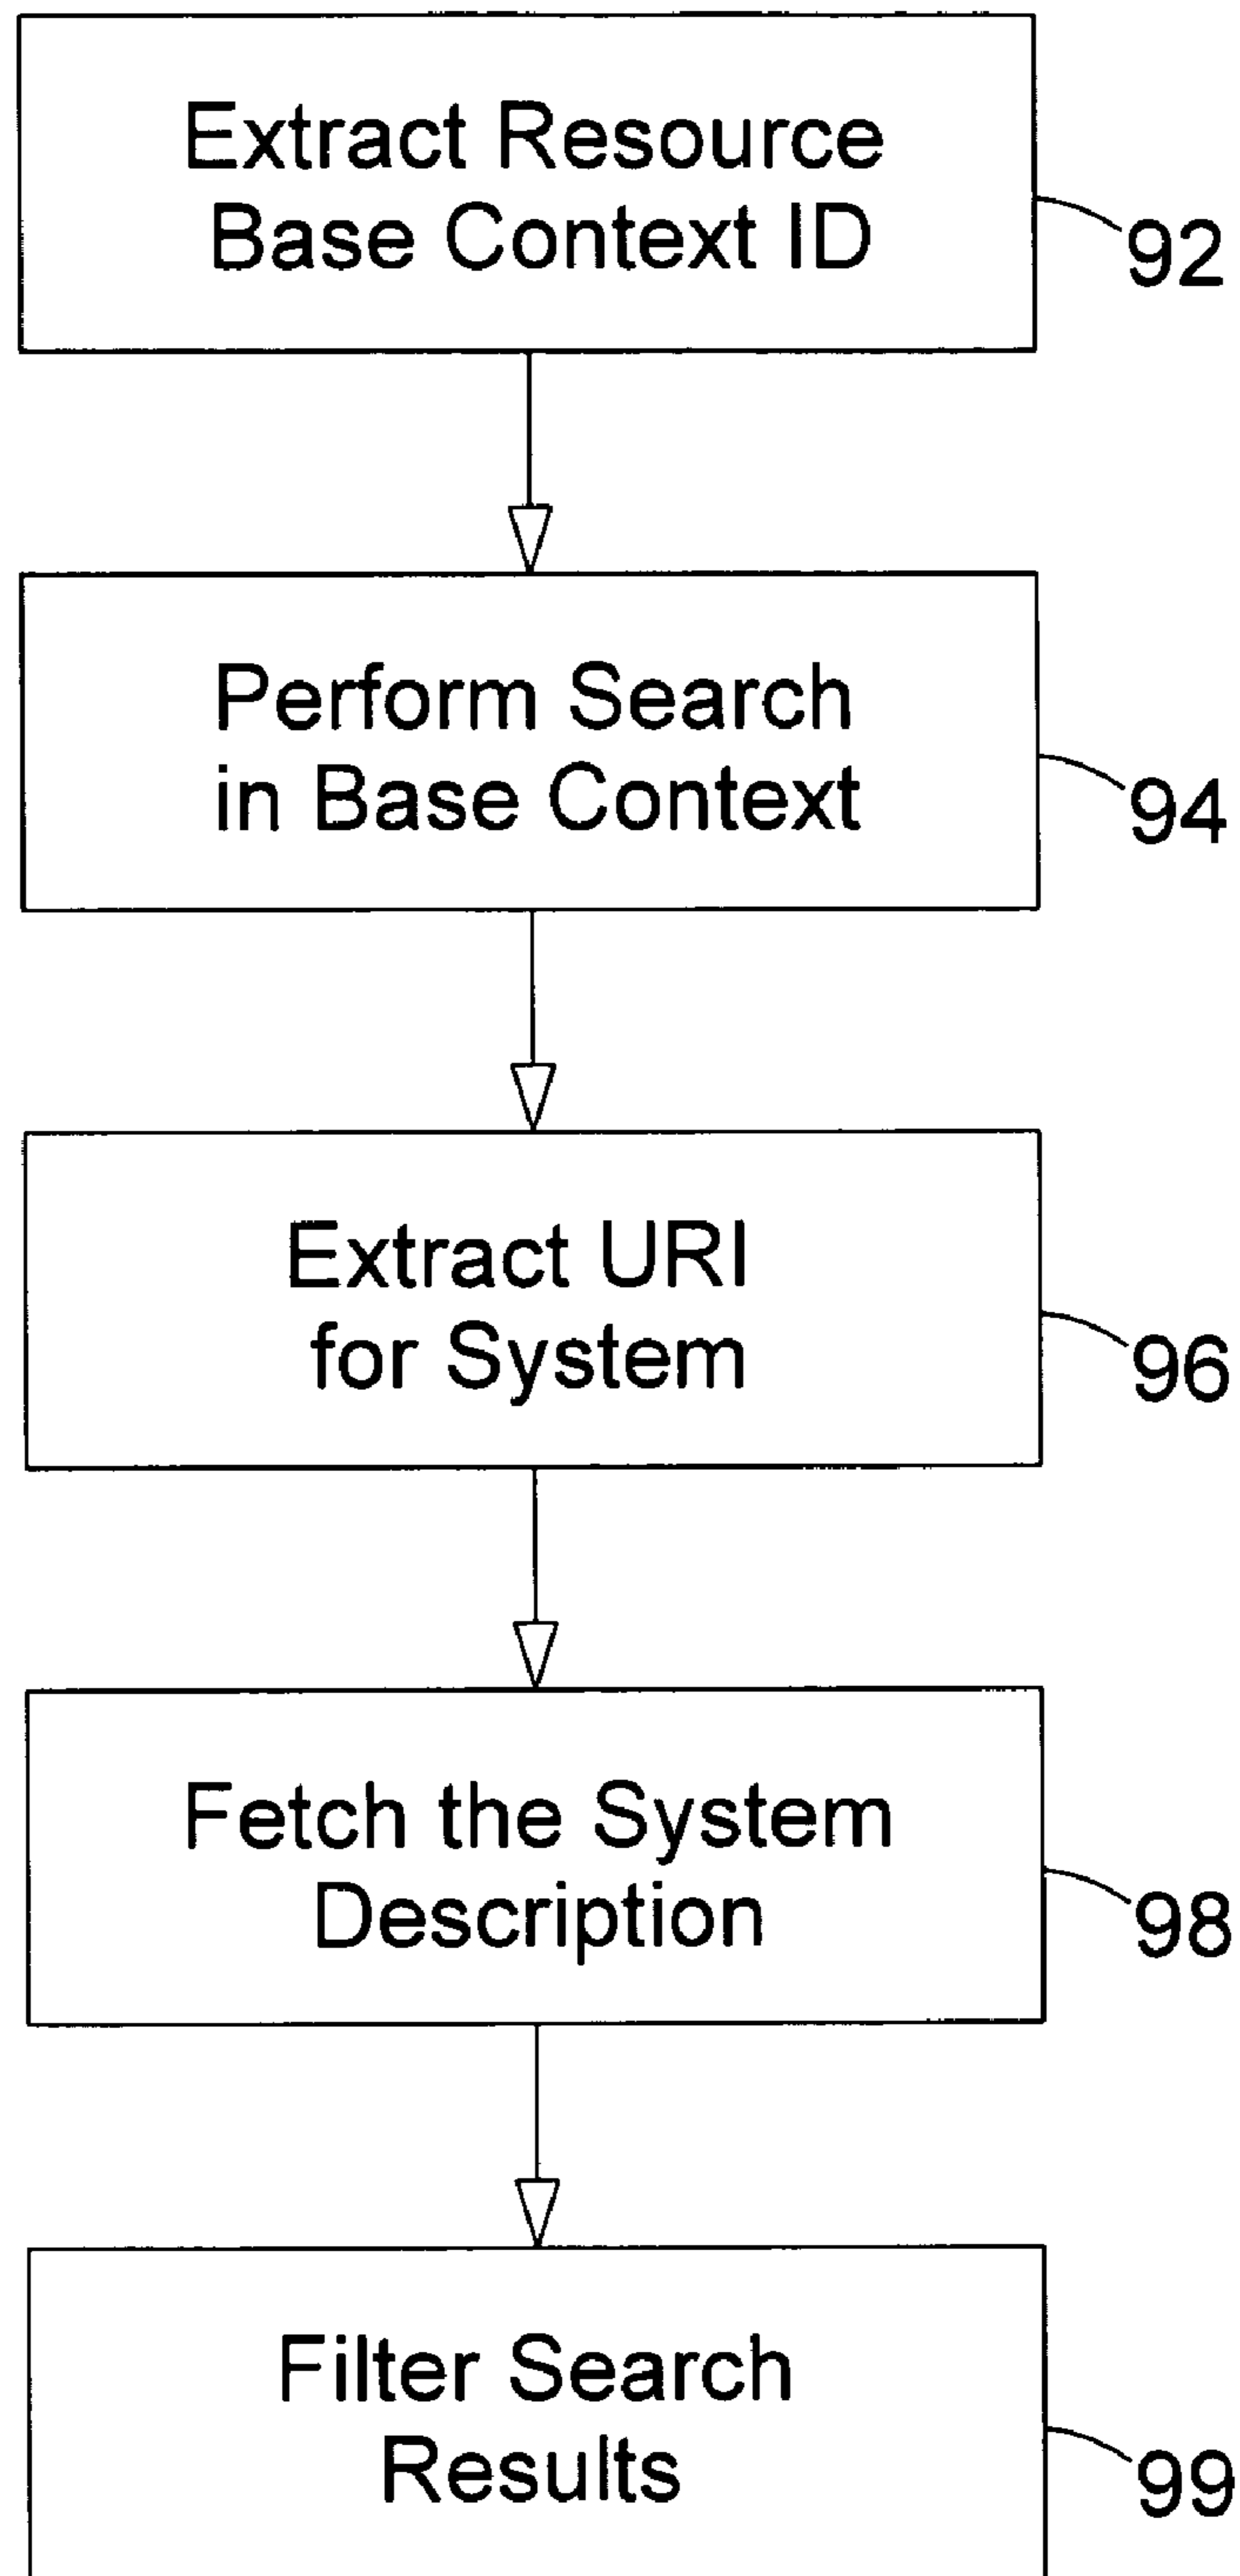 Extract Resource
Base Context ID
92
Perform Search
in Base Context
94
Extract URI
for System
96
Fetch the System
Description
98
Filter Search
Results
99